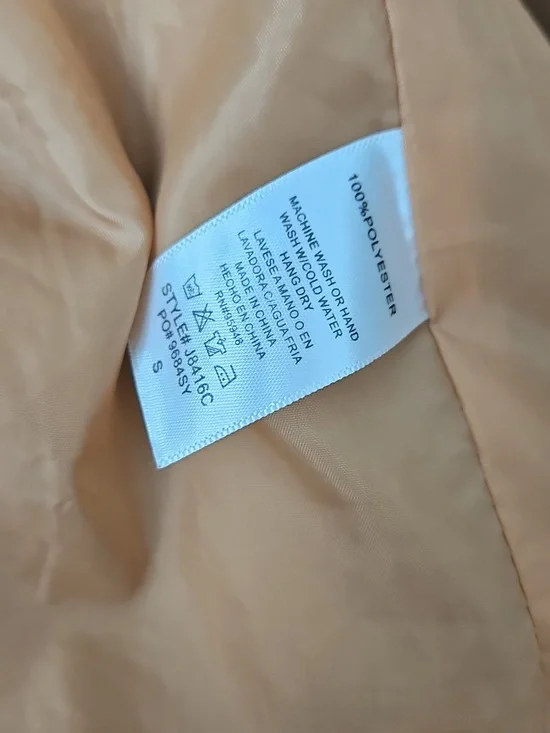 100%POLYESTER
MACHINE WASH OR HAND
WASH W/COLD WATER
HANG DRY
LAVESE A MANO O EN
LAVADORA C/AGUA FRIA
MADE IN CHINA
HECHO EN CHINA
RN#95948
STYLE# J8416C
PO# 9684SY
S